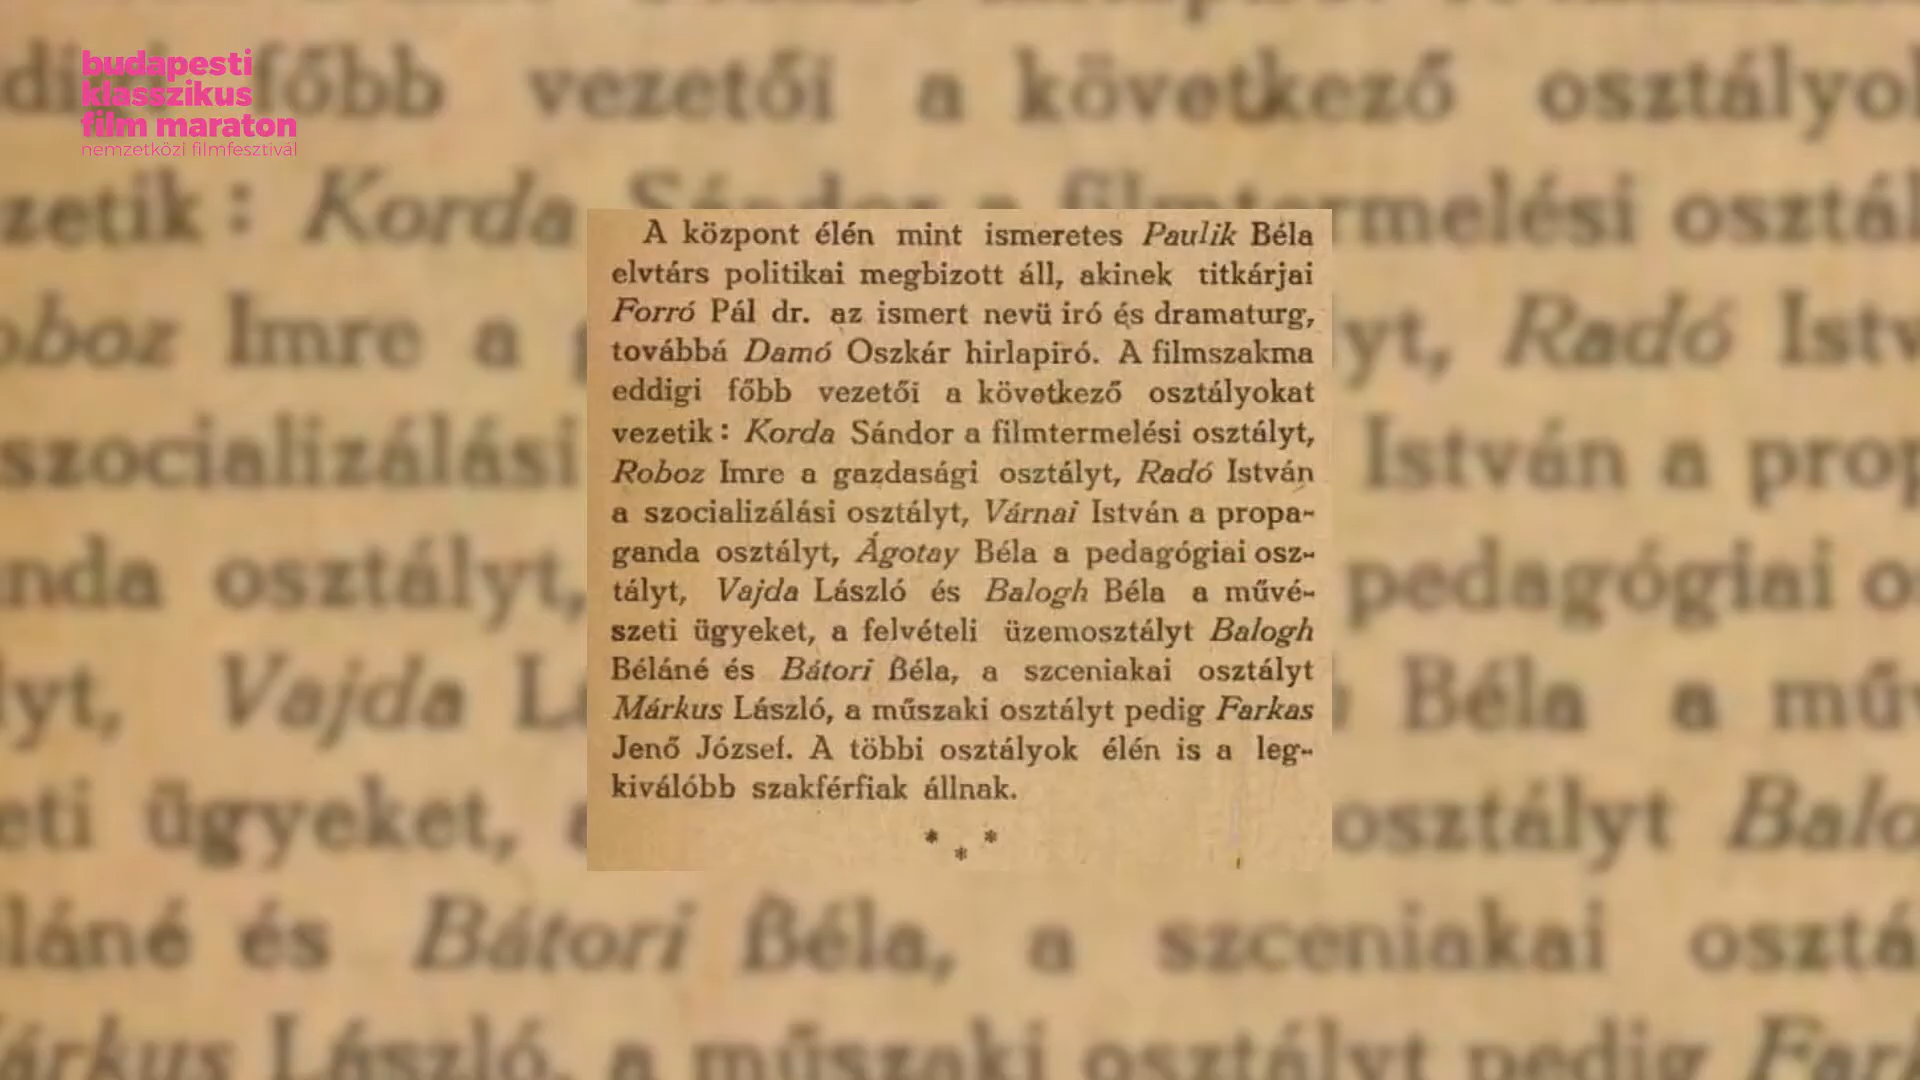 budapesti
klasszikus
film maraton
nemzetközi filmfesztivál
A központ élén mint ismeretes Paulik Béla
elvtárs politikai megbizott áll, akinek titkárjai
Forró Pál dr. az ismert nevü iró és dramaturg,
továbbá Damó Oszkár hirlapiró. A filmszakma
eddigi főbb vezetői a következő osztályokat
vezetik: Korda Sándor a filmtermelési osztályt,
Roboz Imre a gazdasági osztályt, Radó István
a szocializálási osztályt, Várnai István a propa-
ganda osztályt, Ágotay Béla a pedagógiai osz-
tályt, Vajda László és Balogh Béla a művé-
szeti ügyeket, a felvételi üzemosztályt Balogh
Béláné és Bátori Béla, a szceniakai osztályt
Márkus László, a műszaki osztályt pedig Farkas
Jenő József. A többi osztályok élén is a leg-
kiválóbb szakférfiak állnak.
* * *